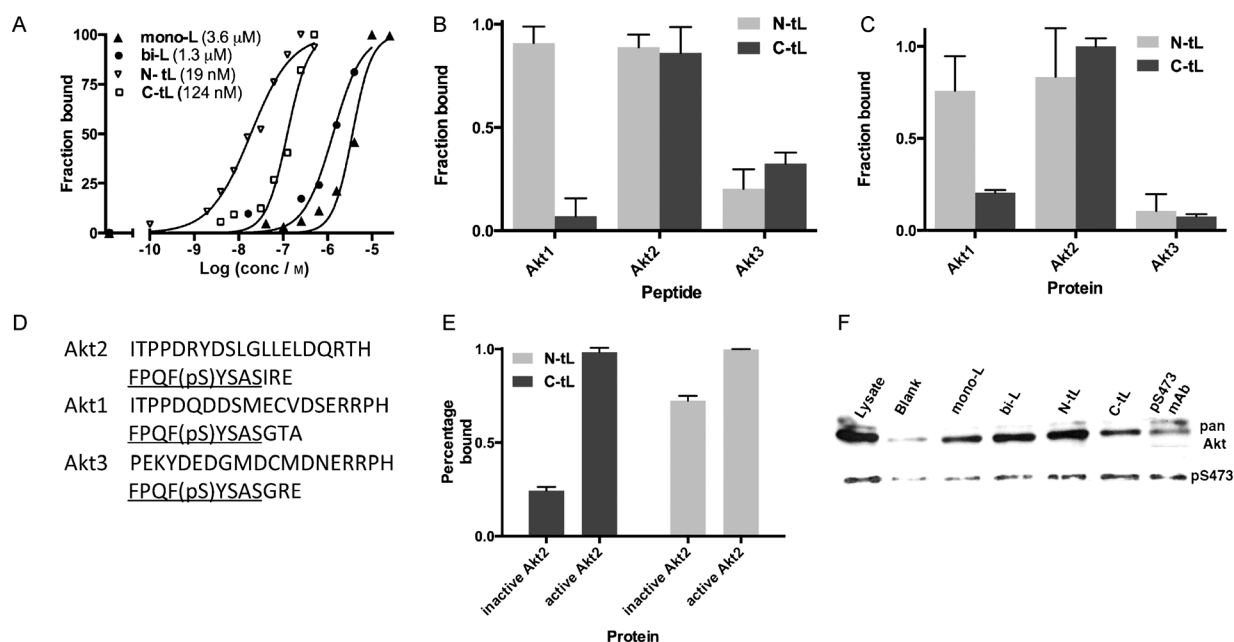 A
mono-L (3.6 μM)
bi-L (1.3 μM)
N- tL (19 nM)
C-tL (124 nM)
100
75
50
25
0
Fraction bound
-10 -9 -8 -7 -6 -5 -4
Log (conc / M)
B
N-tL
C-tL
1.0
0.5
0.0
Fraction bound
Akt1 Akt2 Akt3
Peptide
C
N-tL
C-tL
1.0
0.5
0.0
Fraction bound
Akt1 Akt2 Akt3
Protein
D
Akt2 ITPPDRYDSLGLLELDQRTH
FPQF(pS)YSASIRE
Akt1 ITPPDQDDSMECVDSERRPH
FPQF(pS)YSASGTA
Akt3 PEKYDEDGMDCMDNERRPH
FPQF(pS)YSASGRE
E
N-tL
C-tL
1.0
0.5
0.0
Percentage
bound
inactive Akt2 active Akt2 inactive Akt2 active Akt2
Protein
F
Lysate Blank mono-L bi-L N-tL C-tL pS473
mAb
pan
Akt
pS473